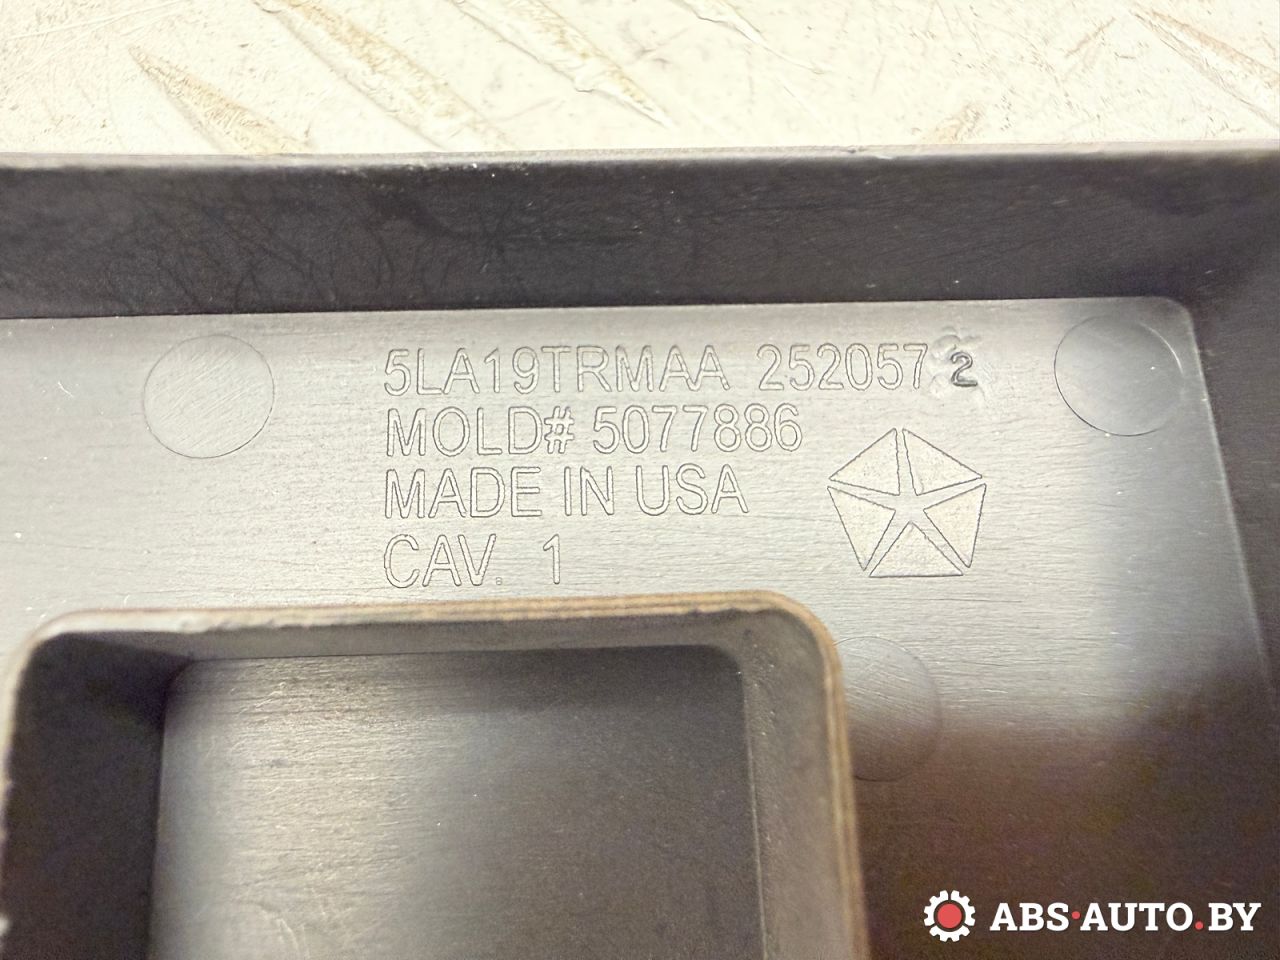 5LA19TRMAA 252057 2
MOLD# 5077886
MADE IN USA
CAV. 1
ABS·AUTO.BY